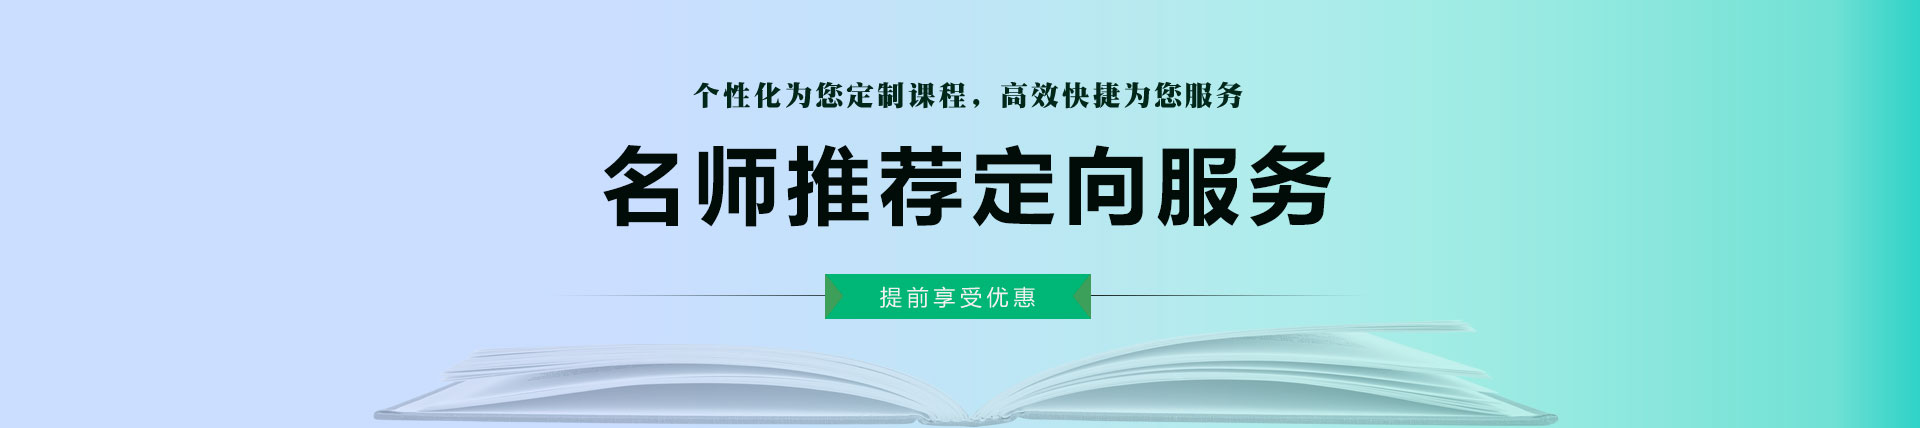 个性化为您定制课程，高效快捷为您服务
名师推荐定向服务
提前享受优惠